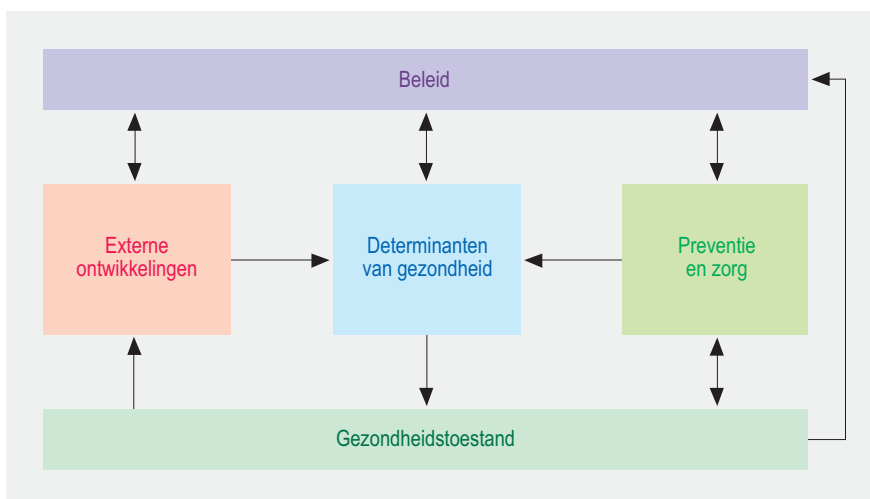 Beleid
Externe
ontwikkelingen
Determinanten
van gezondheid
Preventie
en zorg
Gezondheidstoestand